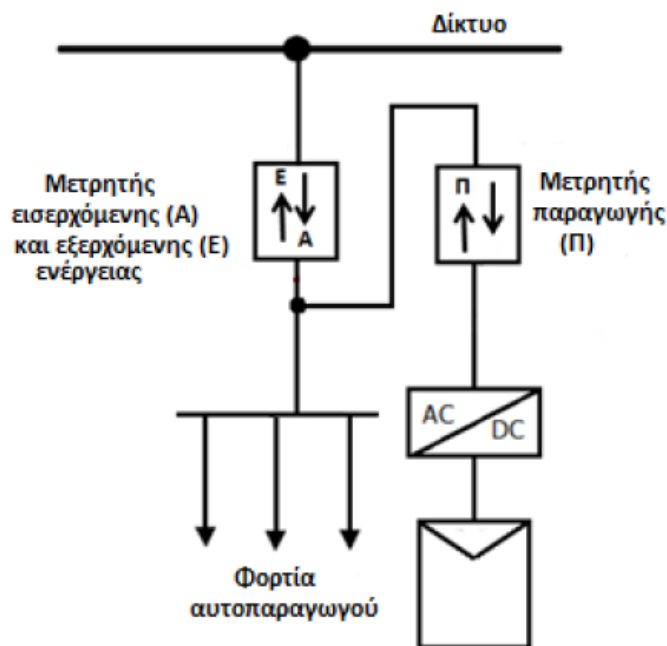 Δίκτυο
Μετρητής
εισερχόμενης (Α)
και εξερχόμενης (Ε)
ενέργειας
Ε
Α
Π
Μετρητής
παραγωγής
(Π)
AC
DC
Φορτία
αυτοπαραγωγού